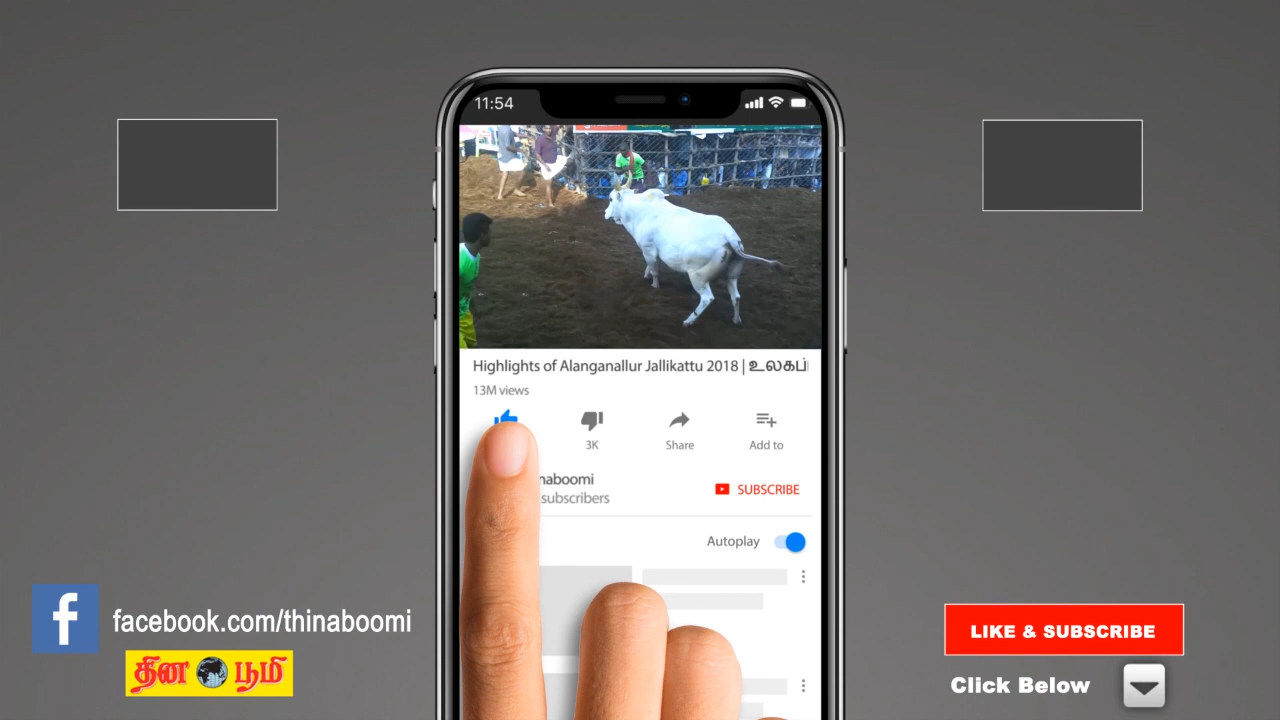 11:54
Highlights of Alanganallur Jallikattu 2018 | உலகப்
13M views
3K
Share
Add to
naboomi
subscribers
SUBSCRIBE
Autoplay
facebook.com/thinaboomi
தின பூமி
LIKE & SUBSCRIBE
Click Below